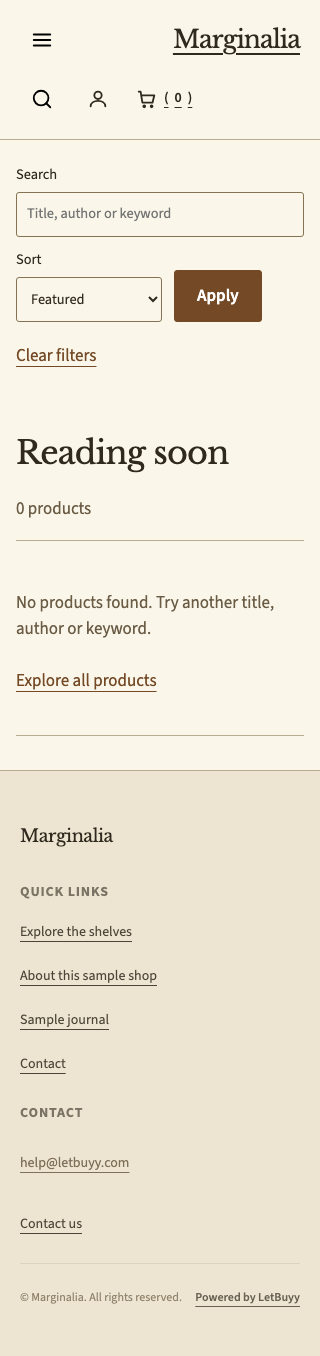 Marginalia
( 0 )
Search
Title, author or keyword
Sort
Featured
Apply
Clear filters
Reading soon
0 products
No products found. Try another title,
author or keyword.
Explore all products
Marginalia
QUICK LINKS
Explore the shelves
About this sample shop
Sample journal
Contact
CONTACT
help@letbuyy.com
Contact us
© Marginalia. All rights reserved. Powered by LetBuyy